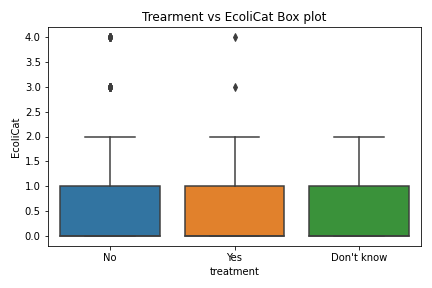 Trearment vs EcoliCat Box plot
4.0
3.5
3.0
2.5
2.0
1.5
1.0
0.5
0.0
EcoliCat
No Yes Don't know
treatment